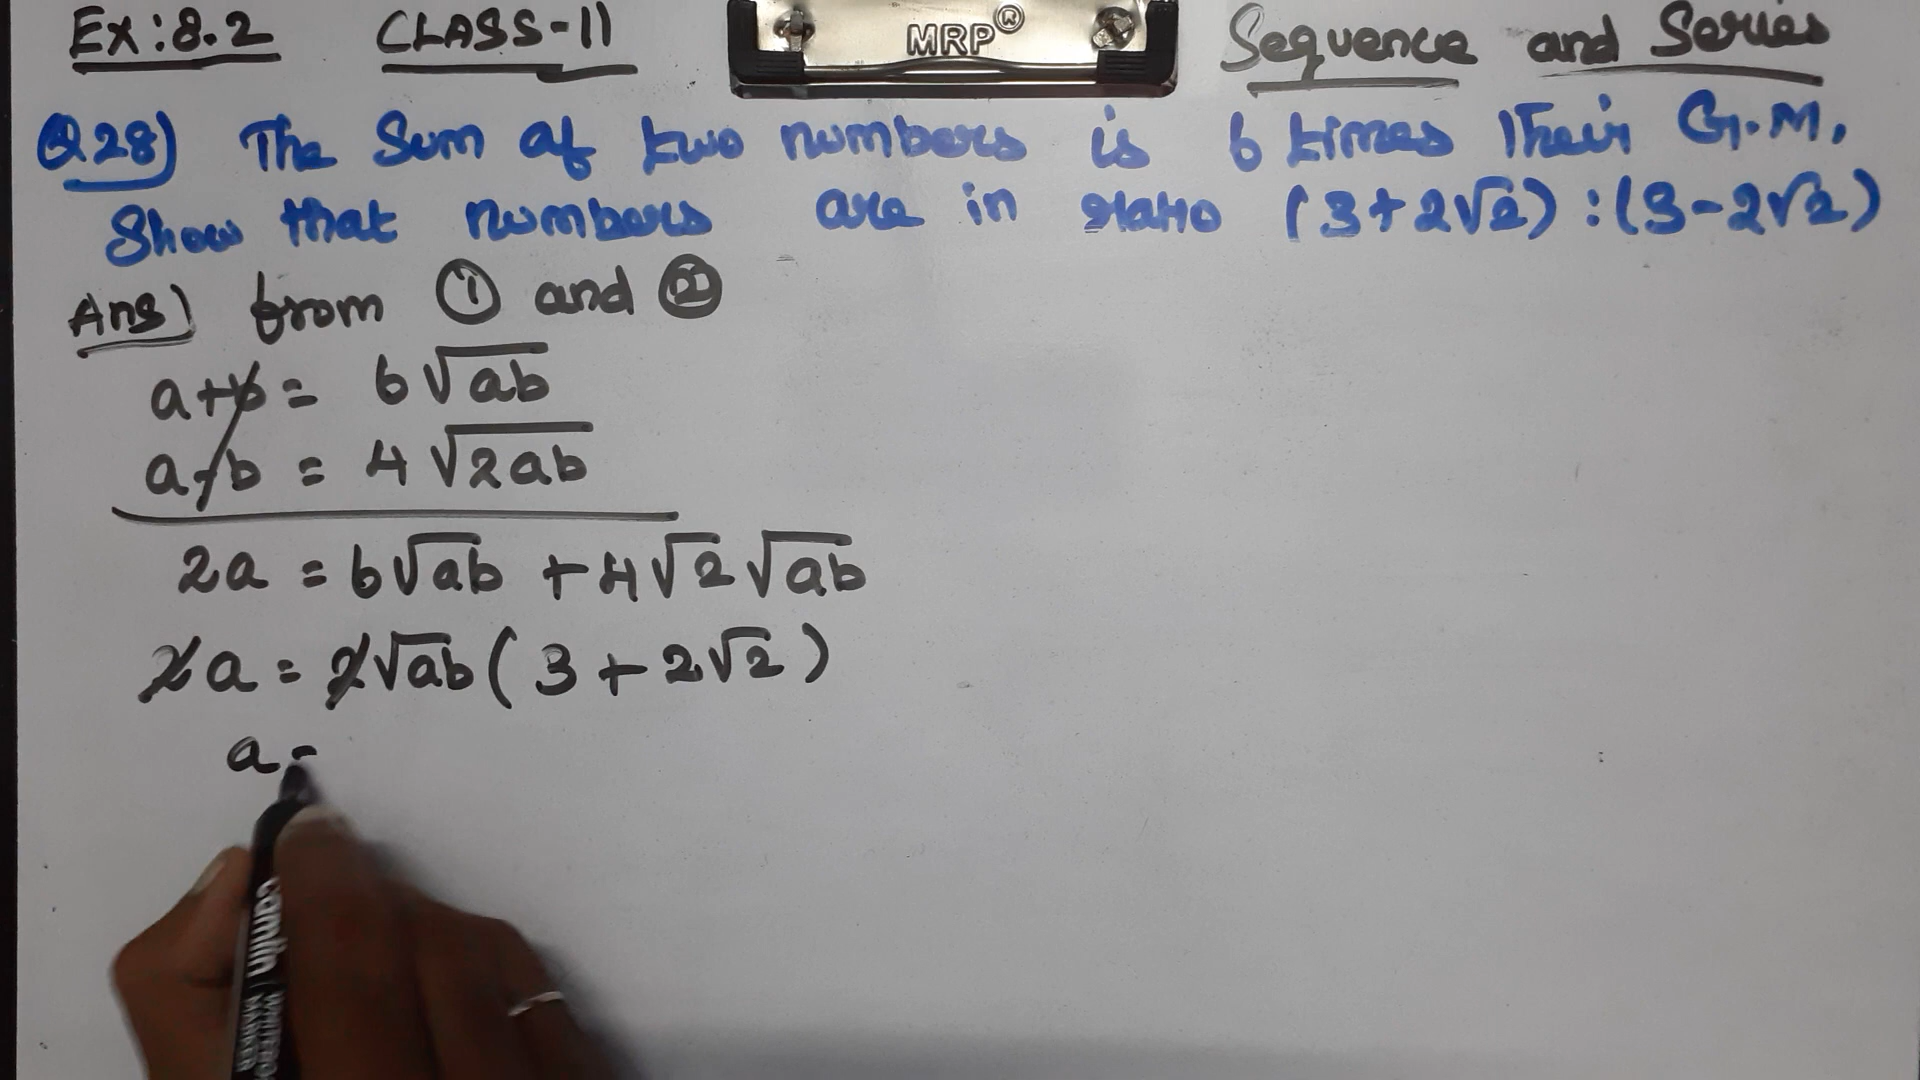 Ex:8.2 CLASS-11 MRP® Sequence and Series
Q28) The Sum of two numbers is 6 times their G.M.
Show that numbers are in ratio (3+2√2):(3-2√2)
Ans) from ① and ②
a+b = 6√ab
a-b = 4√2ab
2a = 6√ab + 4√2√ab
2a = 2√ab(3+2√2)
a =
camlin